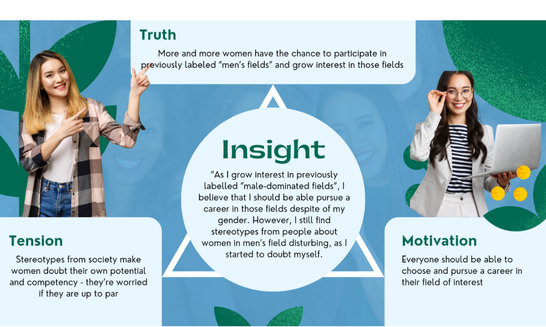 Truth
More and more women have the chance to participate in
previously labeled “men’s fields” and grow interest in those fields
Insight
"As I grow interest in previously
labelled “male-dominated fields”, I
believe that I should be able pursue a
career in those fields despite of my
gender. However, I still find
stereotypes from people about
women in men’s field disturbing, as I
started to doubt myself.
Tension
Stereotypes from society make
women doubt their own potential
and competency - they’re worried
if they are up to par
Motivation
Everyone should be able to
choose and pursue a career in
their field of interest